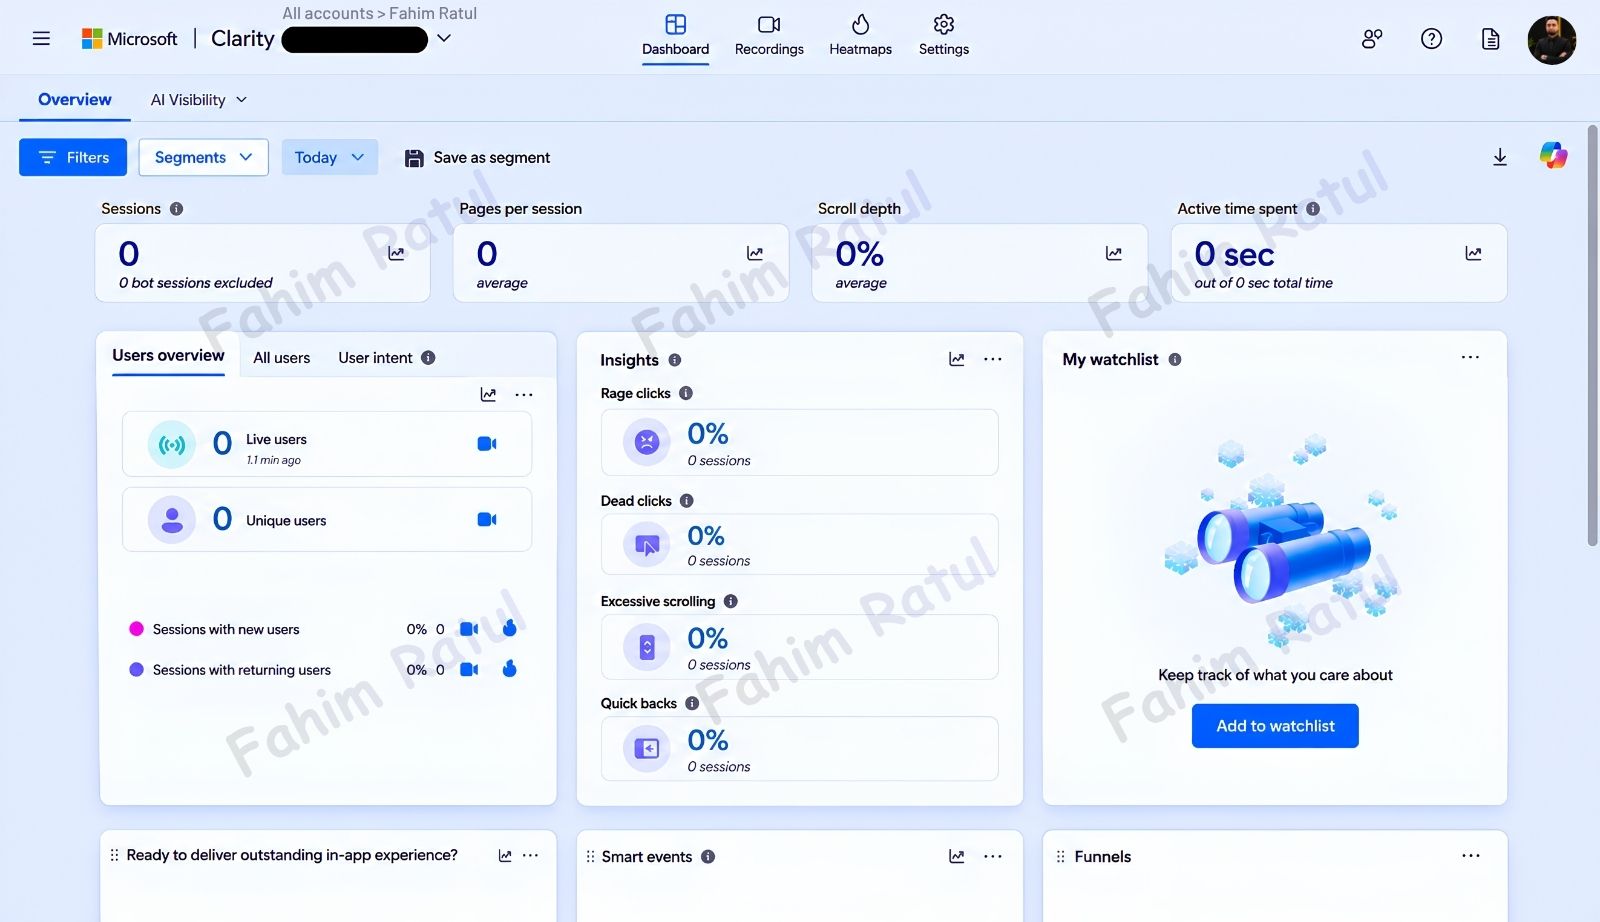 All accounts > Fahim Ratul
Microsoft | Clarity
Dashboard
Recordings
Heatmaps
Settings
Overview
AI Visibility
Filters
Segments
Today
Save as segment
Sessions
0
0 bot sessions excluded
Pages per session
0
average
Scroll depth
0%
average
Active time spent
0 sec
out of 0 sec total time
Users overview
All users
User intent
0 Live users
1.1 min ago
0 Unique users
Sessions with new users 0% 0
Sessions with returning users 0% 0
Insights
Rage clicks
0%
0 sessions
Dead clicks
0%
0 sessions
Excessive scrolling
0%
0 sessions
Quick backs
0%
0 sessions
My watchlist
Keep track of what you care about
Add to watchlist
Ready to deliver outstanding in-app experience?
Smart events
Funnels
Fahim Ratul
Fahim Ratul
Fahim Ratul
Fahim Ratul
Fahim Ratul
Fahim Ratul